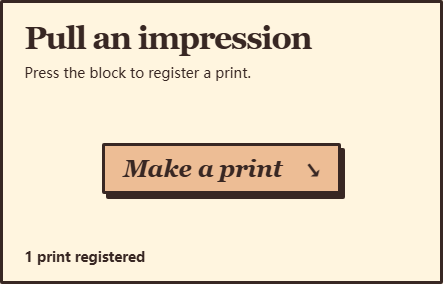 Pull an impression
Press the block to register a print.
Make a print ↘
1 print registered